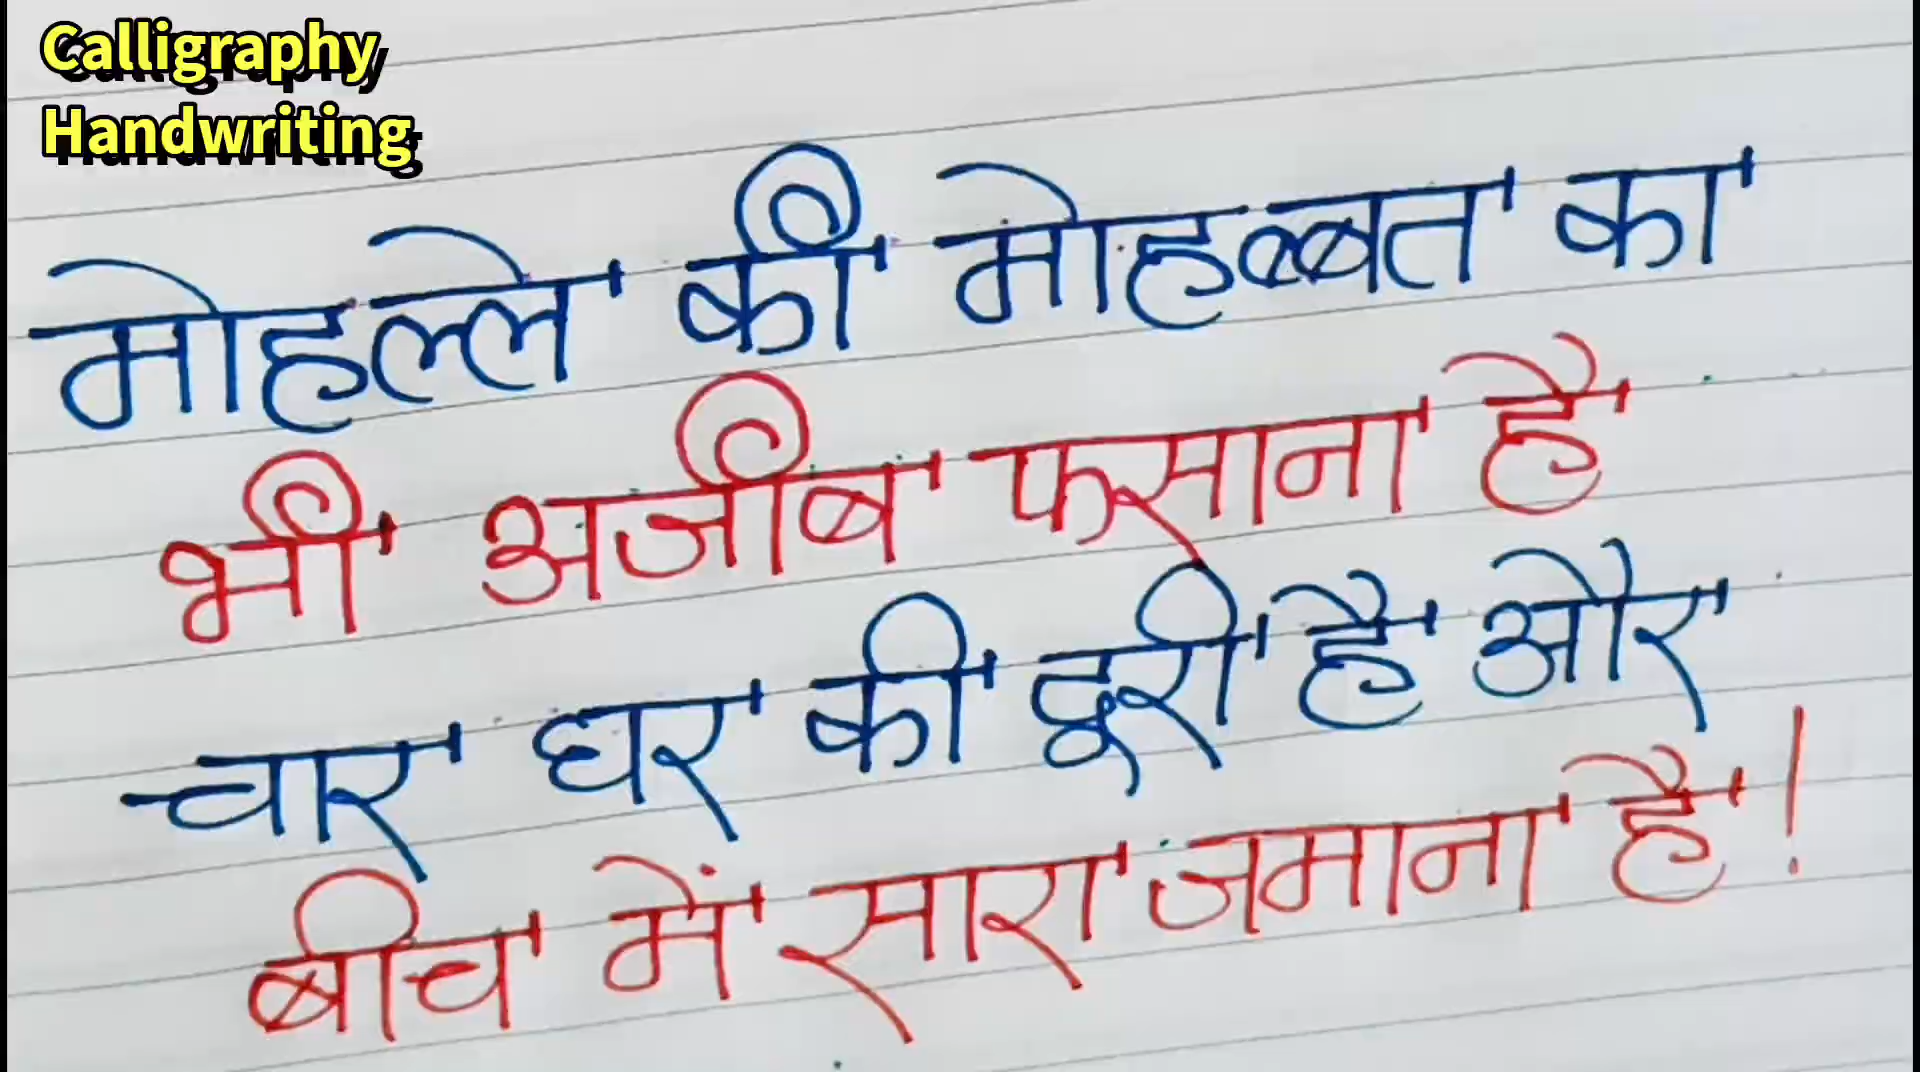 Calligraphy
Handwriting
मोहल्ले की मोहब्बत का
भी अजीब फसाना है
चार घर की दूरी है और
बीच में सारा जमाना है!